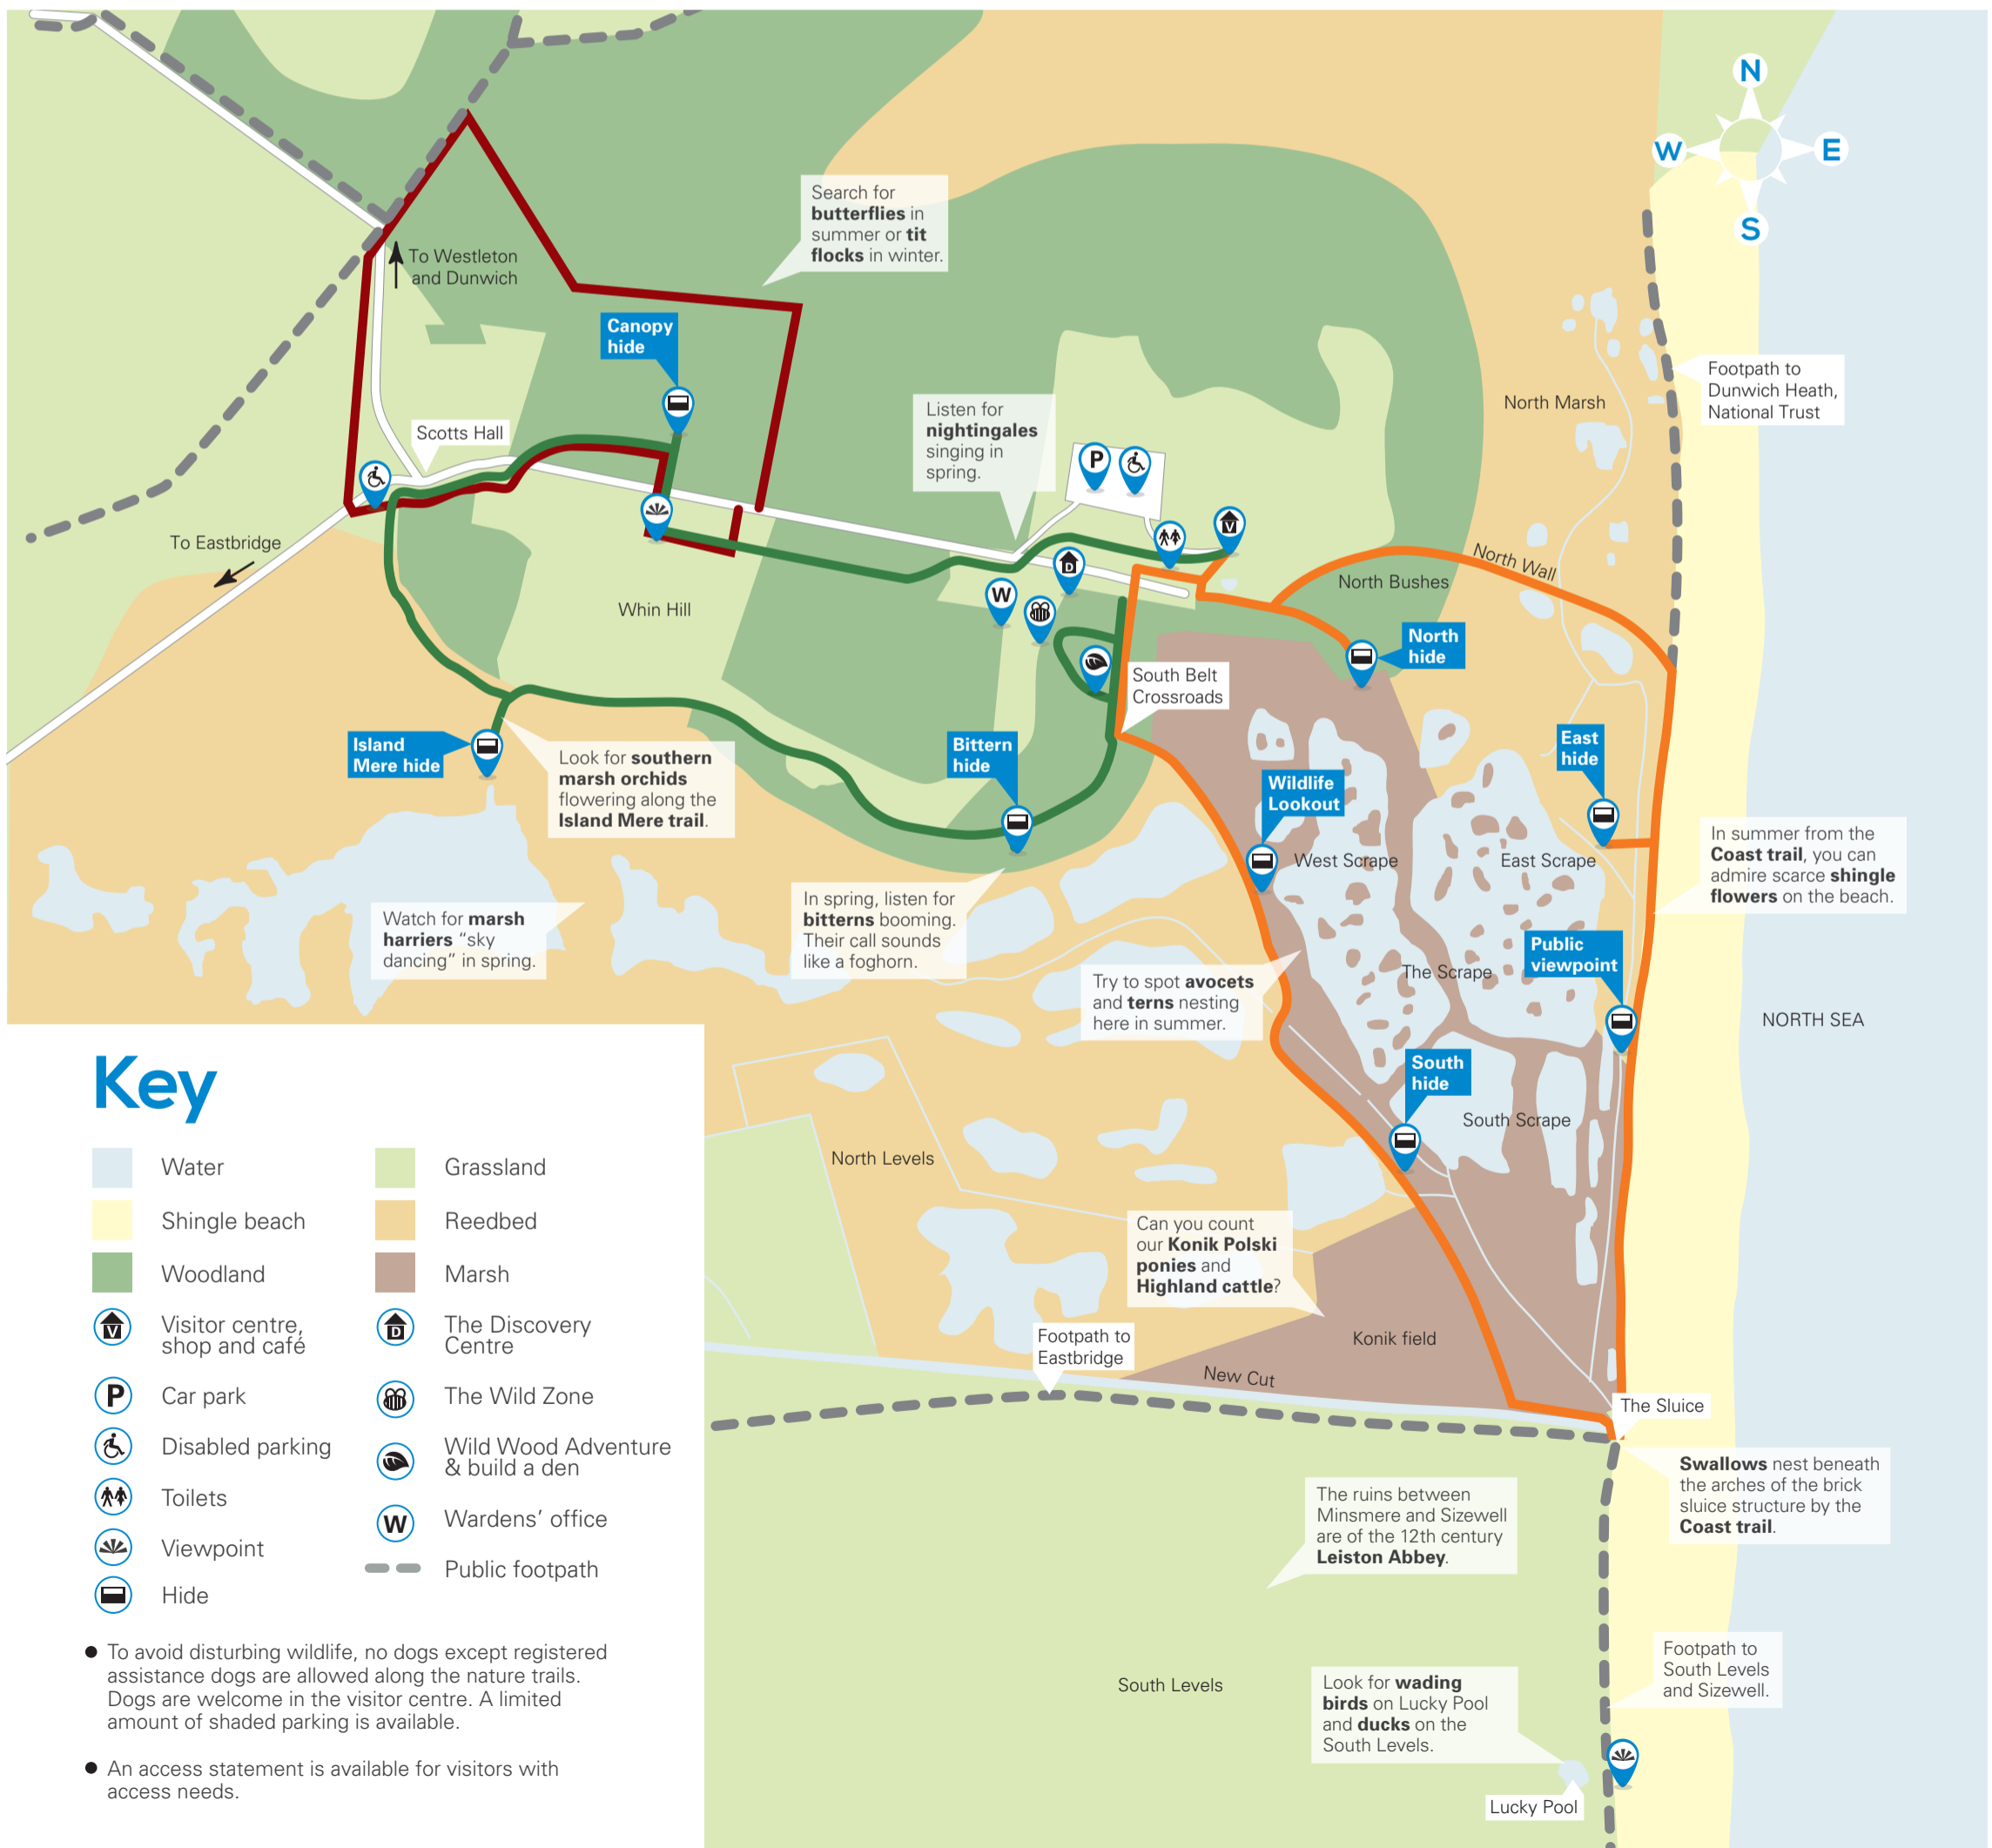 N
W
E
S
Search for
butterflies in
summer or tit
flocks in winter.
To Westleton
and Dunwich
Canopy
hide
Footpath to
Dunwich Heath,
National Trust
North Marsh
Listen for
nightingales
singing in
spring.
Scotts Hall
P
V
To Eastbridge
D
W
North Wall
North Bushes
Whin Hill
North
hide
South Belt
Crossroads
Island
Mere hide
Look for southern
marsh orchids
flowering along the
Island Mere trail.
Bittern
hide
East
hide
Wildlife
Lookout
West Scrape
East Scrape
In summer from the
Coast trail, you can
admire scarce shingle
flowers on the beach.
Watch for marsh
harriers “sky
dancing” in spring.
In spring, listen for
bitterns booming.
Their call sounds
like a foghorn.
Public
viewpoint
Try to spot avocets
and terns nesting
here in summer.
The Scrape
NORTH SEA
South
hide
South Scrape
North Levels
Can you count
our Konik Polski
ponies and
Highland cattle?
Footpath to
Eastbridge
Konik field
New Cut
The Sluice
Swallows nest beneath
the arches of the brick
sluice structure by the
Coast trail.
The ruins between
Minsmere and Sizewell
are of the 12th century
Leiston Abbey.
Footpath to
South Levels
and Sizewell.
South Levels
Look for wading
birds on Lucky Pool
and ducks on the
South Levels.
Lucky Pool
Key
Water
Shingle beach
Woodland
V
Visitor centre,
shop and café
P
Car park
Disabled parking
Toilets
Viewpoint
Hide
Grassland
Reedbed
Marsh
D
The Discovery
Centre
The Wild Zone
Wild Wood Adventure
& build a den
W
Wardens’ office
Public footpath
● To avoid disturbing wildlife, no dogs except registered
assistance dogs are allowed along the nature trails.
Dogs are welcome in the visitor centre. A limited
amount of shaded parking is available.
● An access statement is available for visitors with
access needs.